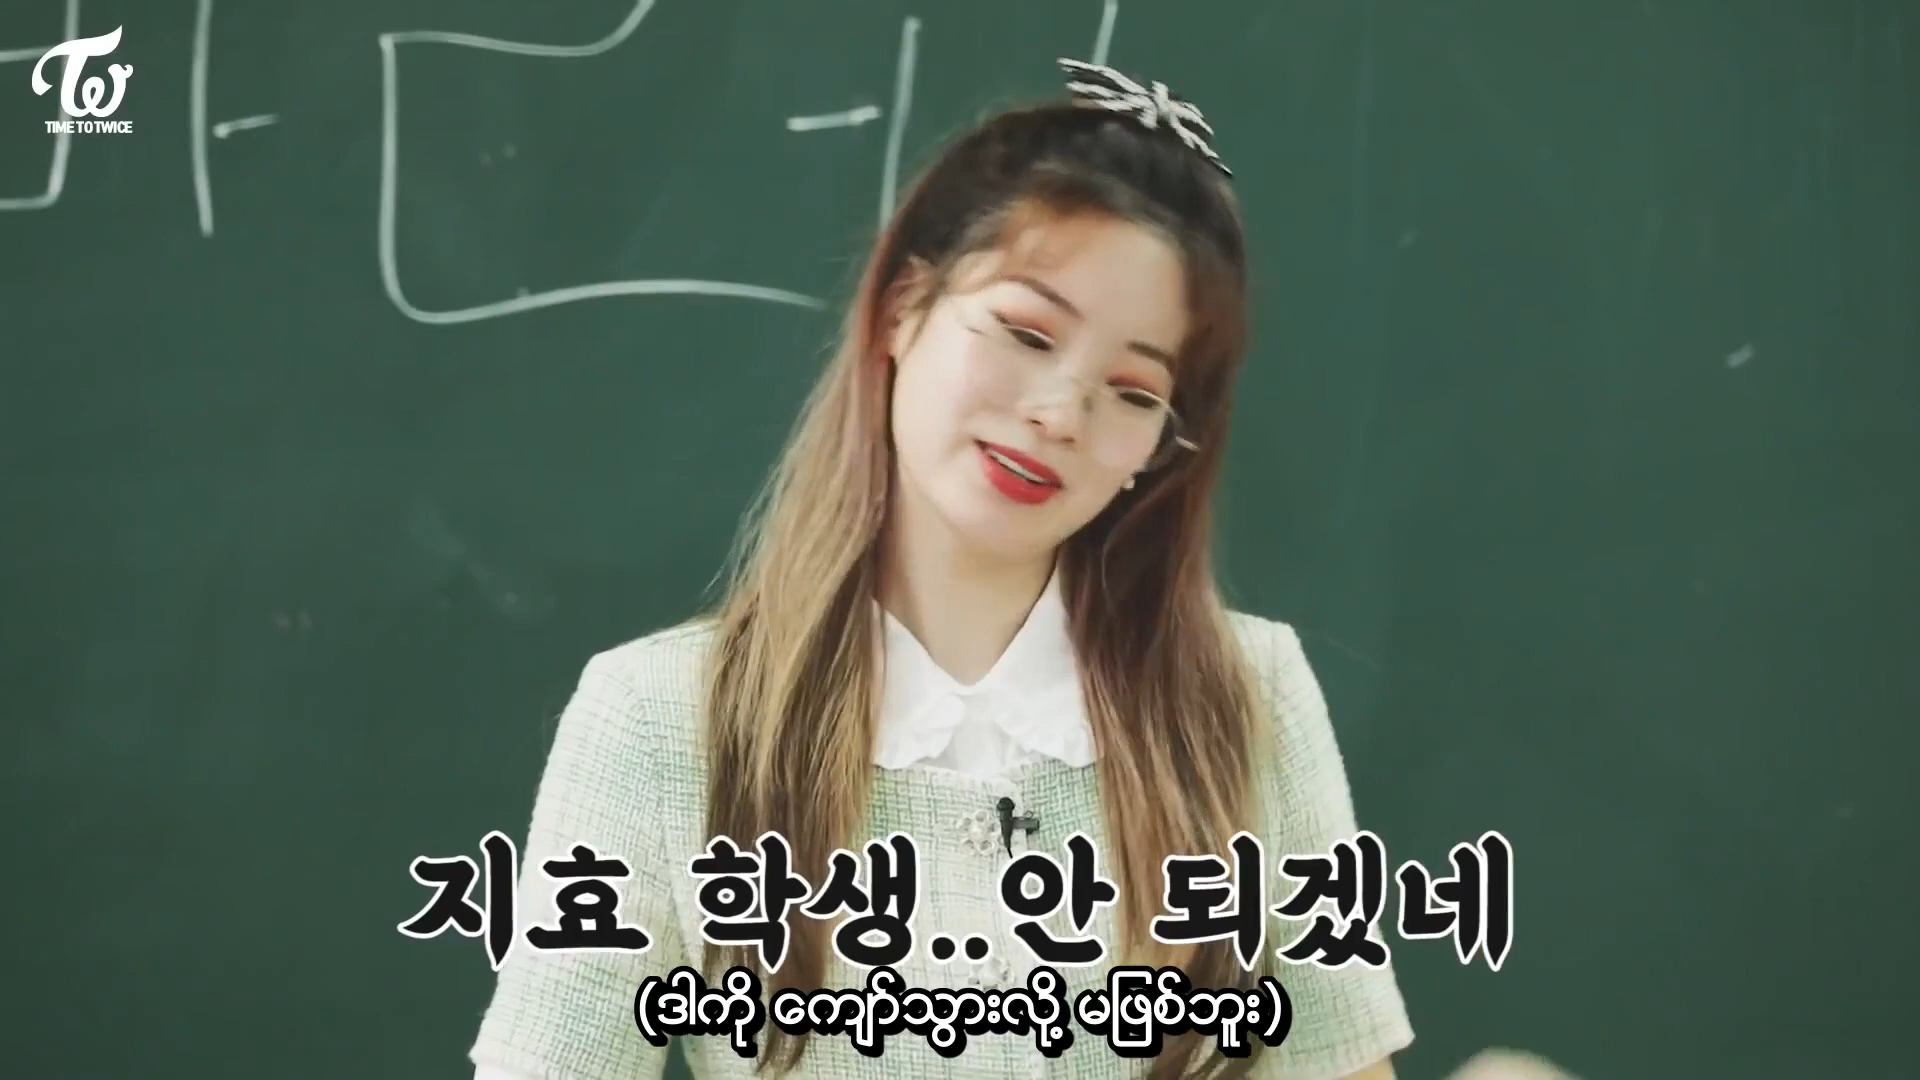 TW
TIME TO TWICE
지효 학생..안 되겠네
(ဒါကို ကျော်သွားလို့ မဖြစ်ဘူး)